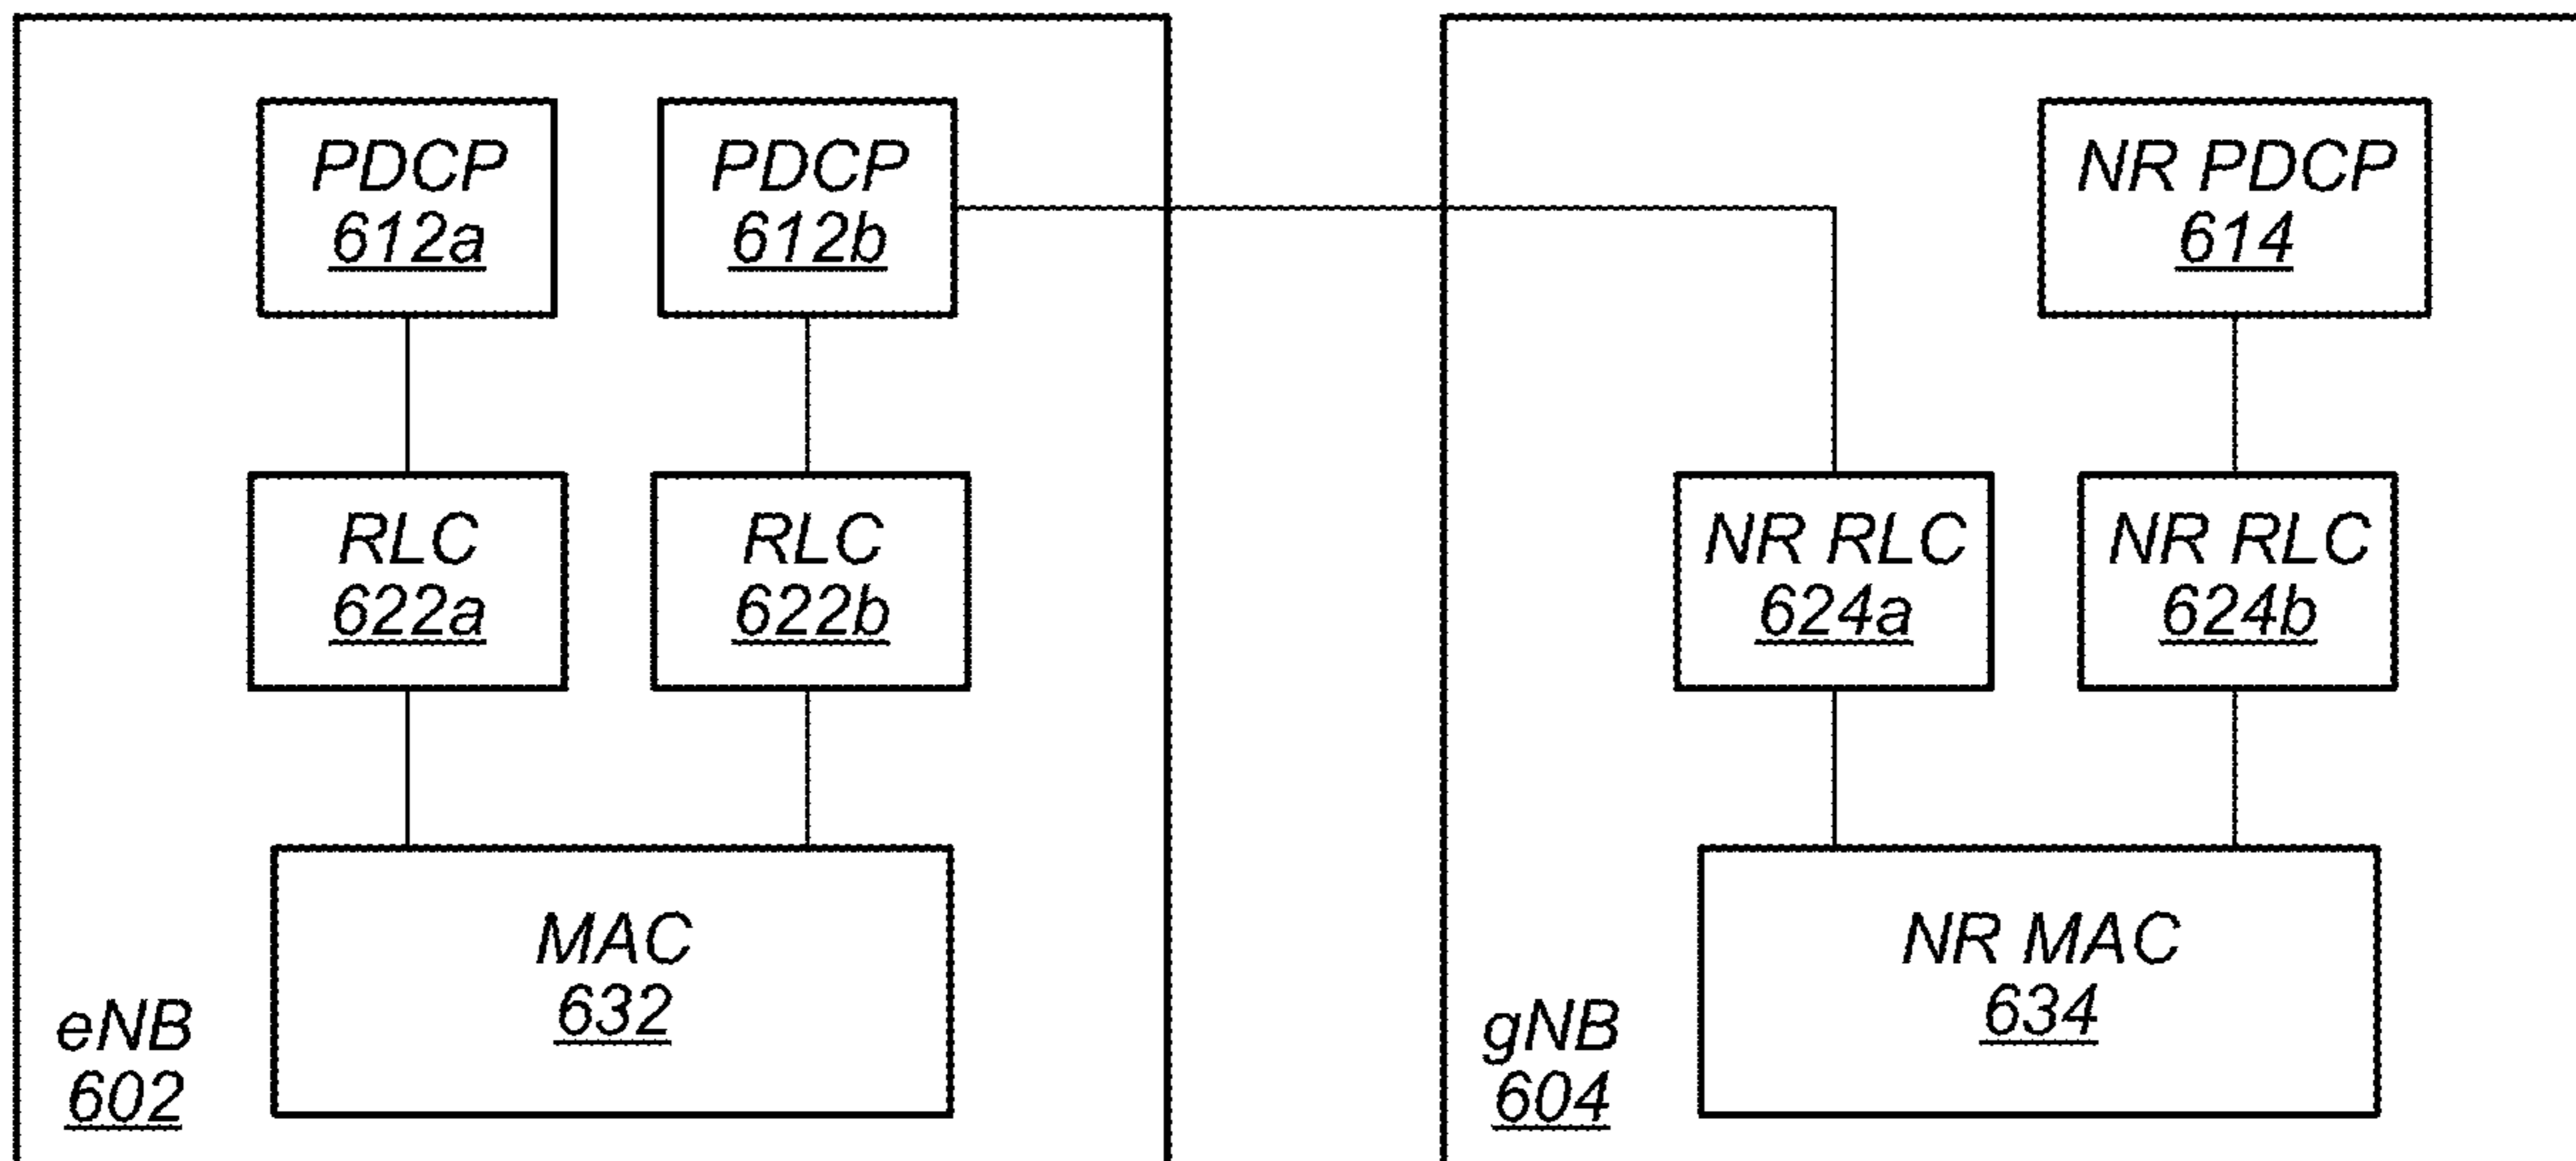 PDCP
612a
PDCP
612b
NR PDCP
614
RLC
622a
RLC
622b
NR RLC
624a
NR RLC
624b
MAC
632
eNB
602
NR MAC
634
gNB
604